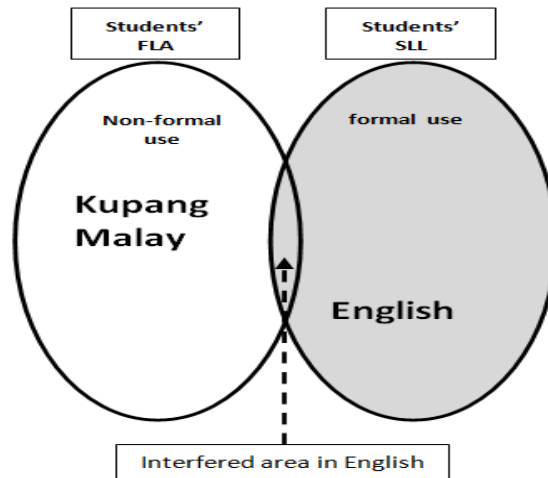 Students’
FLA
Students’
SLL
Non-formal
use
formal use
Kupang
Malay
English
Interfered area in English